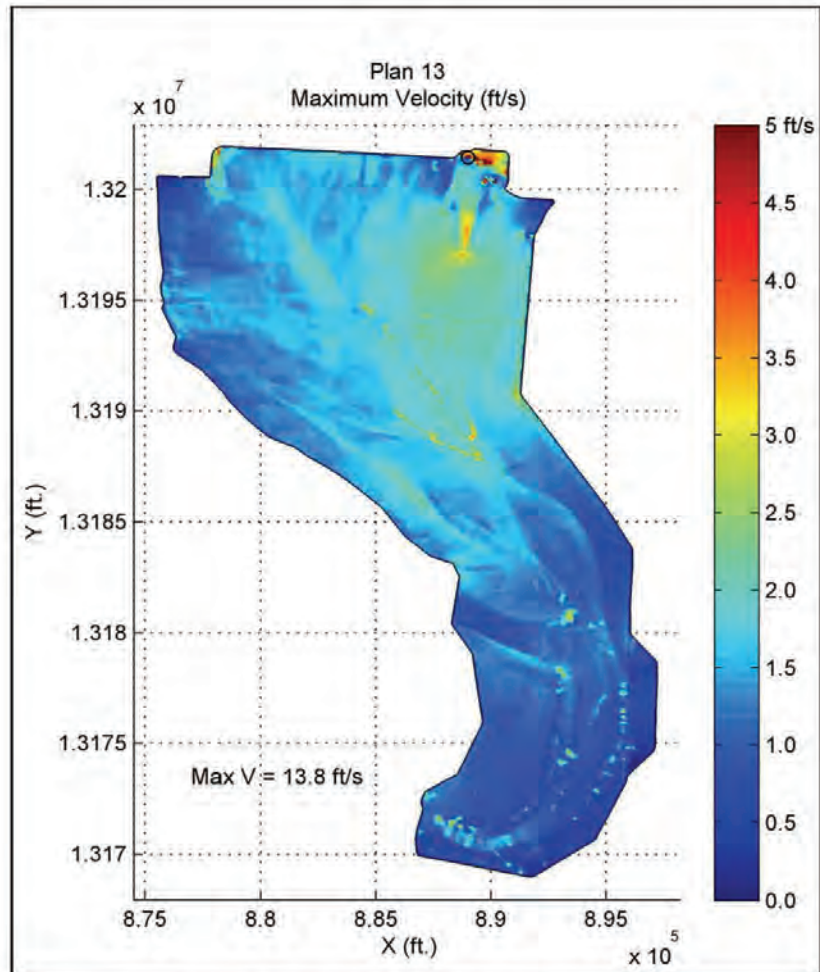 Plan 13
x 10 7
Maximum Velocity (ft/s)
5 ft/s
4.5
4.0
3.5
3.0
2.5
2.0
1.5
1.0
0.5
0.0
1.32
1.3195
1.319
1.3185
1.318
1.3175
1.317
Y (ft.)
Max V = 13.8 ft/s
8.75
8.8
8.85
8.9
8.95
X (ft.)
x 10 5